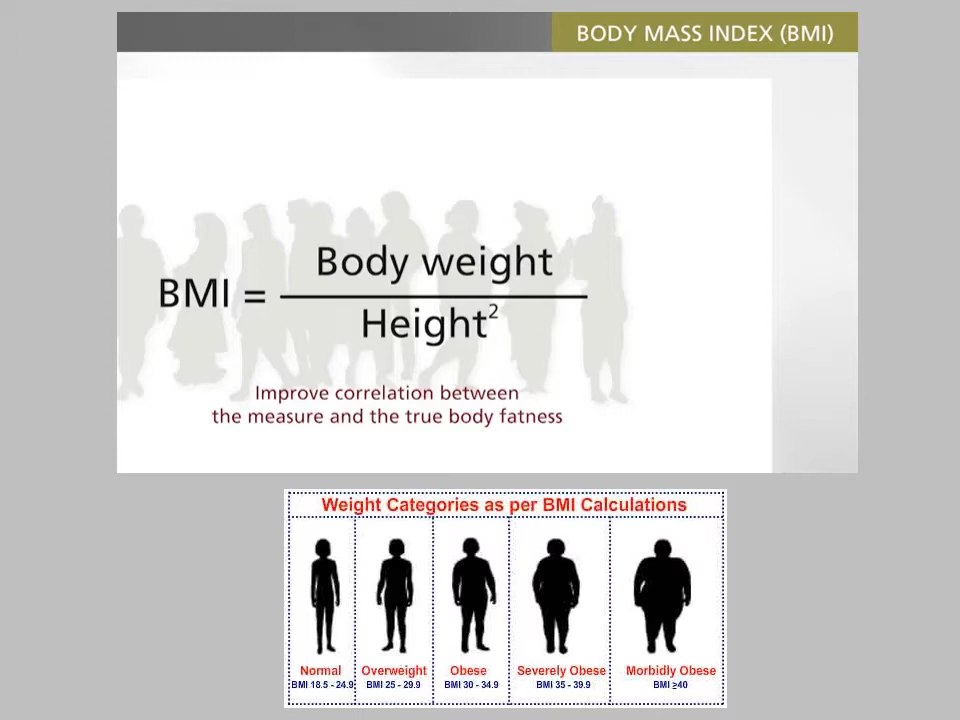 BODY MASS INDEX (BMI)
Body weight
BMI =
Height²
Improve correlation between
the measure and the true body fatness
Weight Categories as per BMI Calculations
Normal Overweight Obese Severely Obese Morbidly Obese
BMI 18.5 - 24.9 BMI 25 - 29.9 BMI 30 - 34.9 BMI 35 - 39.9 BMI ≥40